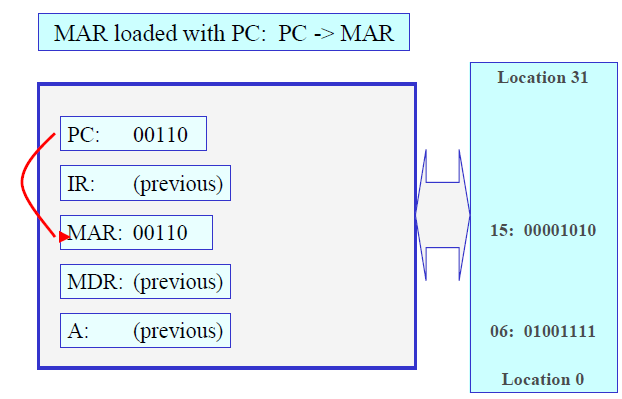 MAR loaded with PC: PC -> MAR
Location 31
PC: 00110
IR: (previous)
MAR: 00110
15: 00001010
MDR: (previous)
A: (previous)
06: 01001111
Location 0